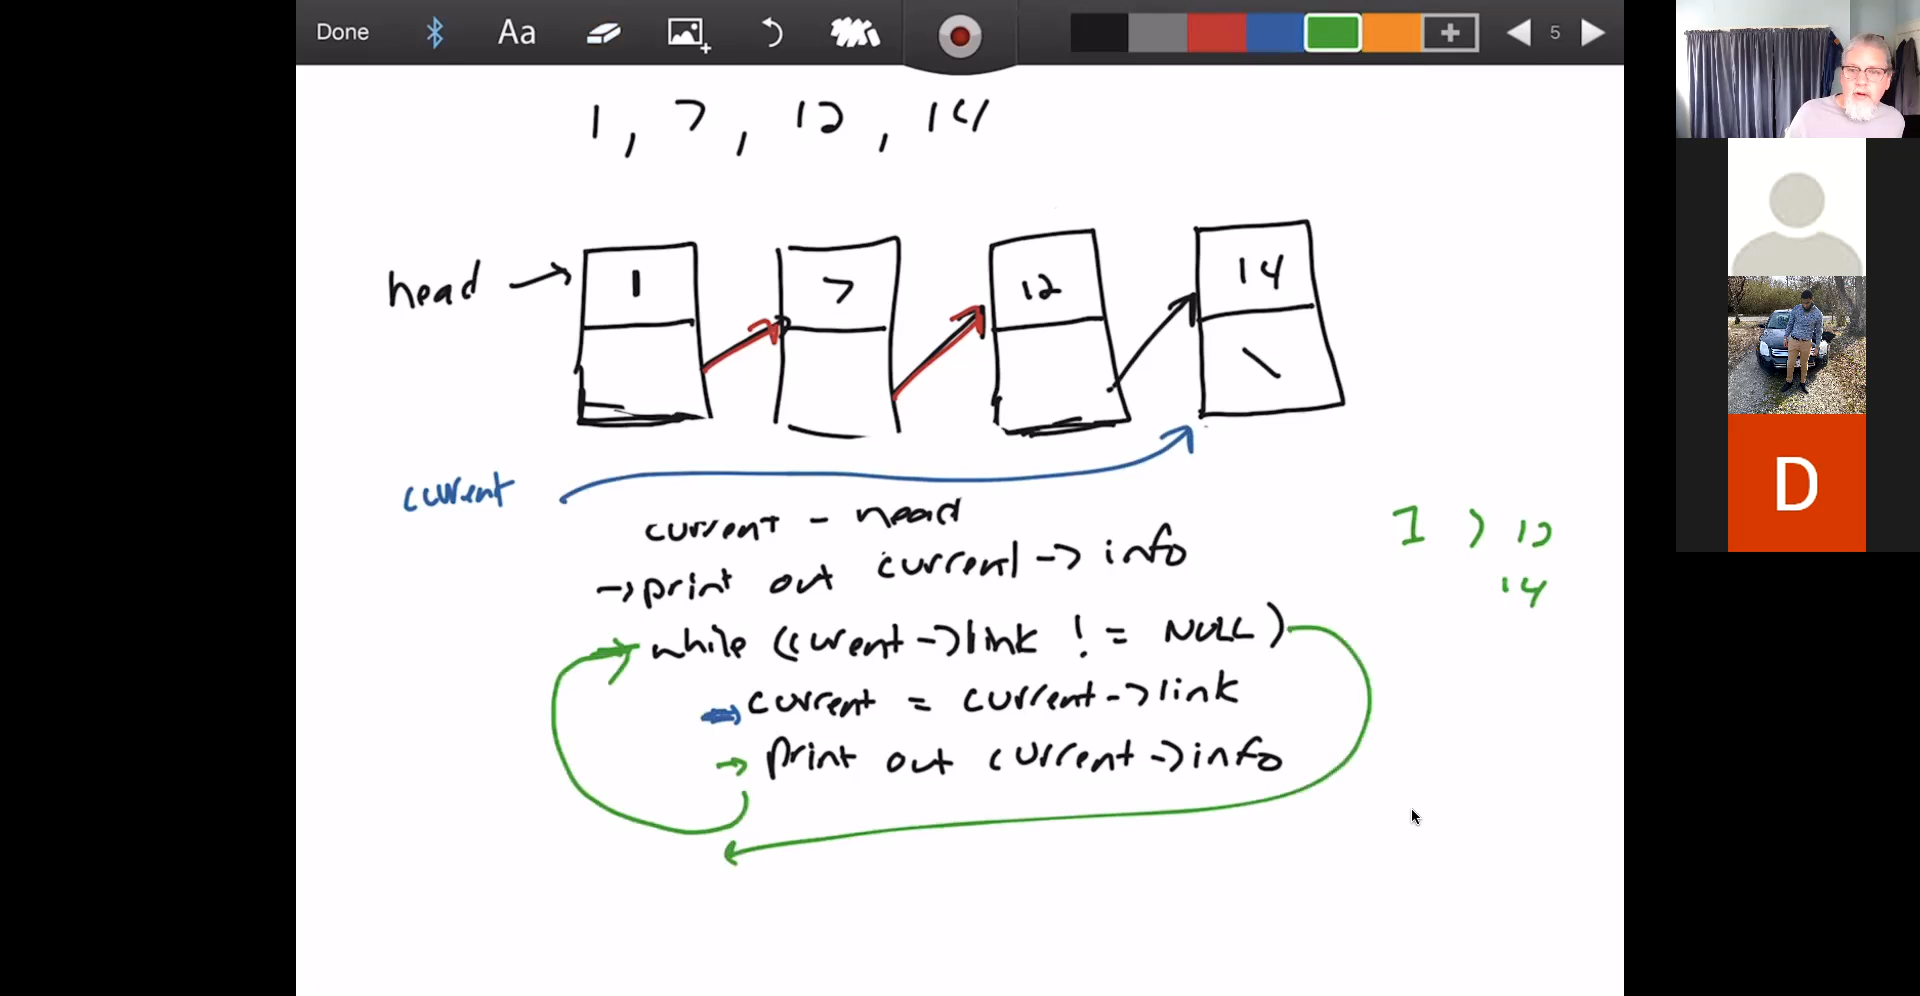 Done Aa 5
1, 7, 12, 14
head → 1 7 12 14
current
current - head
→ print out current -> info
1 7 12
14
while (current -> link != NULL)
current = current -> link
→ print out current -> info
D